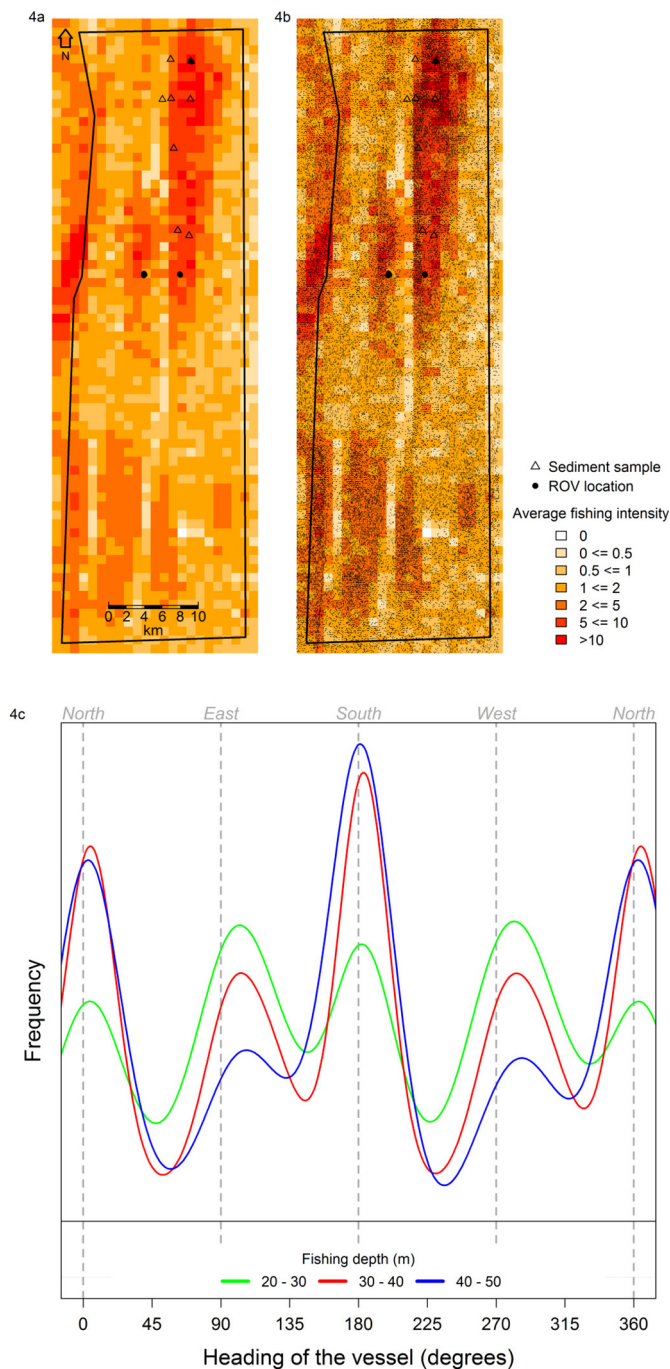 4a
4b
N
0 2 4 6 8 10
km
Sediment sample
ROV location
Average fishing intensity
0
0 <= 0.5
0.5 <= 1
1 <= 2
2 <= 5
5 <= 10
>10
4c
North East South West North
Frequency
Fishing depth (m)
20 - 30 30 - 40 40 - 50
0 45 90 135 180 225 270 315 360
Heading of the vessel (degrees)